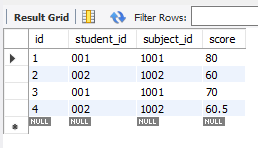 Result Grid Filter Rows:
id student_id subject_id score
1 001 1001 80
2 002 1002 60
3 001 1001 70
4 002 1002 60.5
NULL NULL NULL NULL